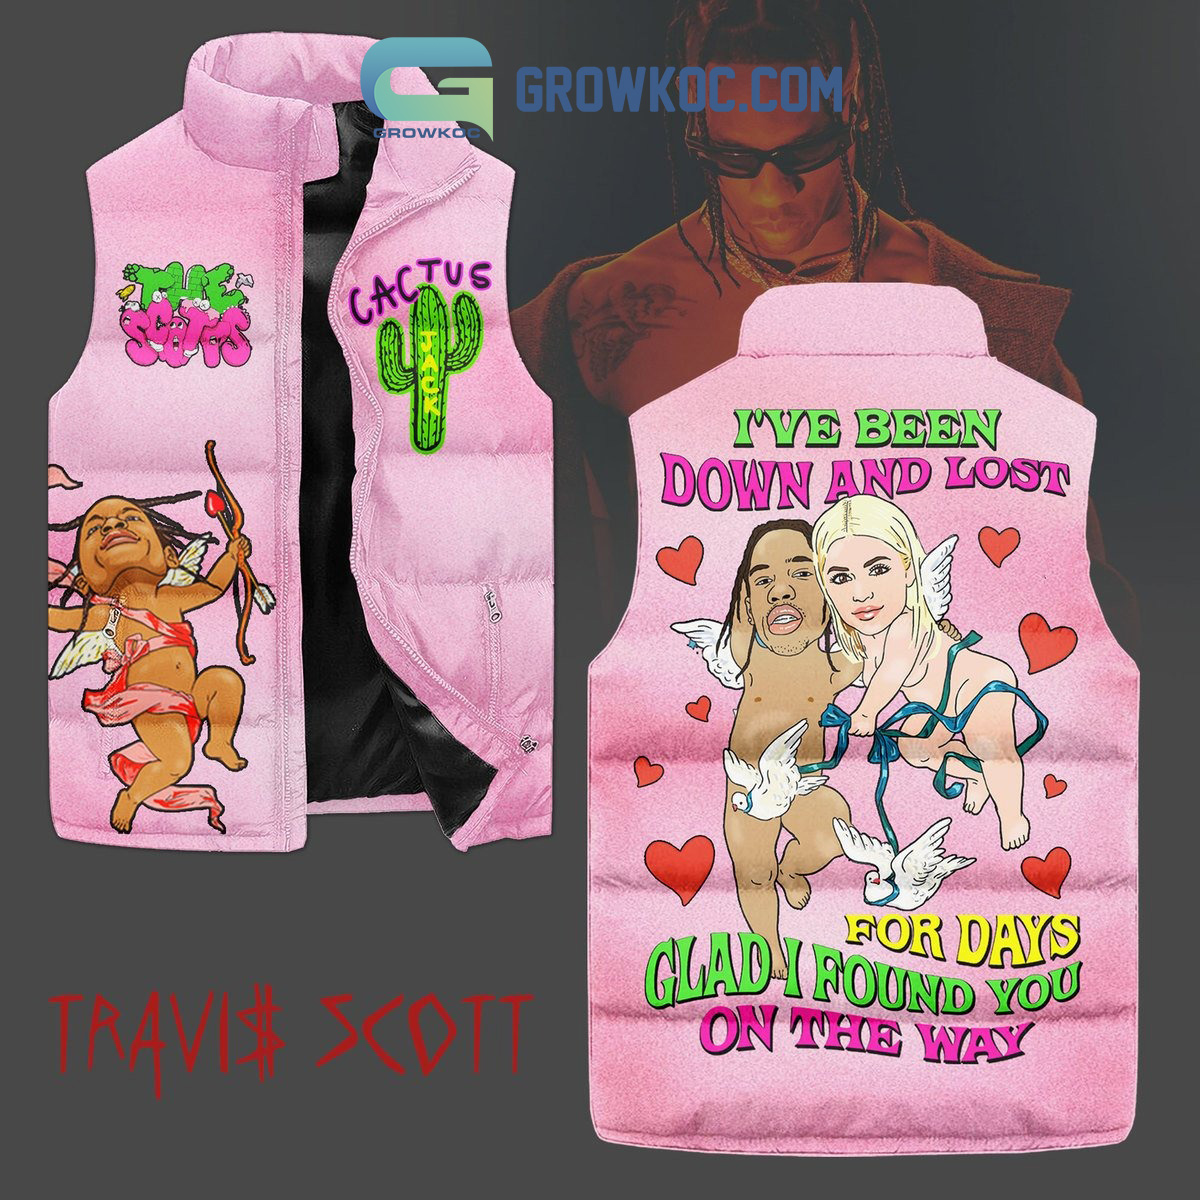 GROWKOC
GROWKOC.COM
THE
SCOTTS
CACTUS
JACK
I'VE BEEN
DOWN AND LOST
FOR DAYS
GLAD I FOUND YOU
ON THE WAY
TRAVI$ SCOTT